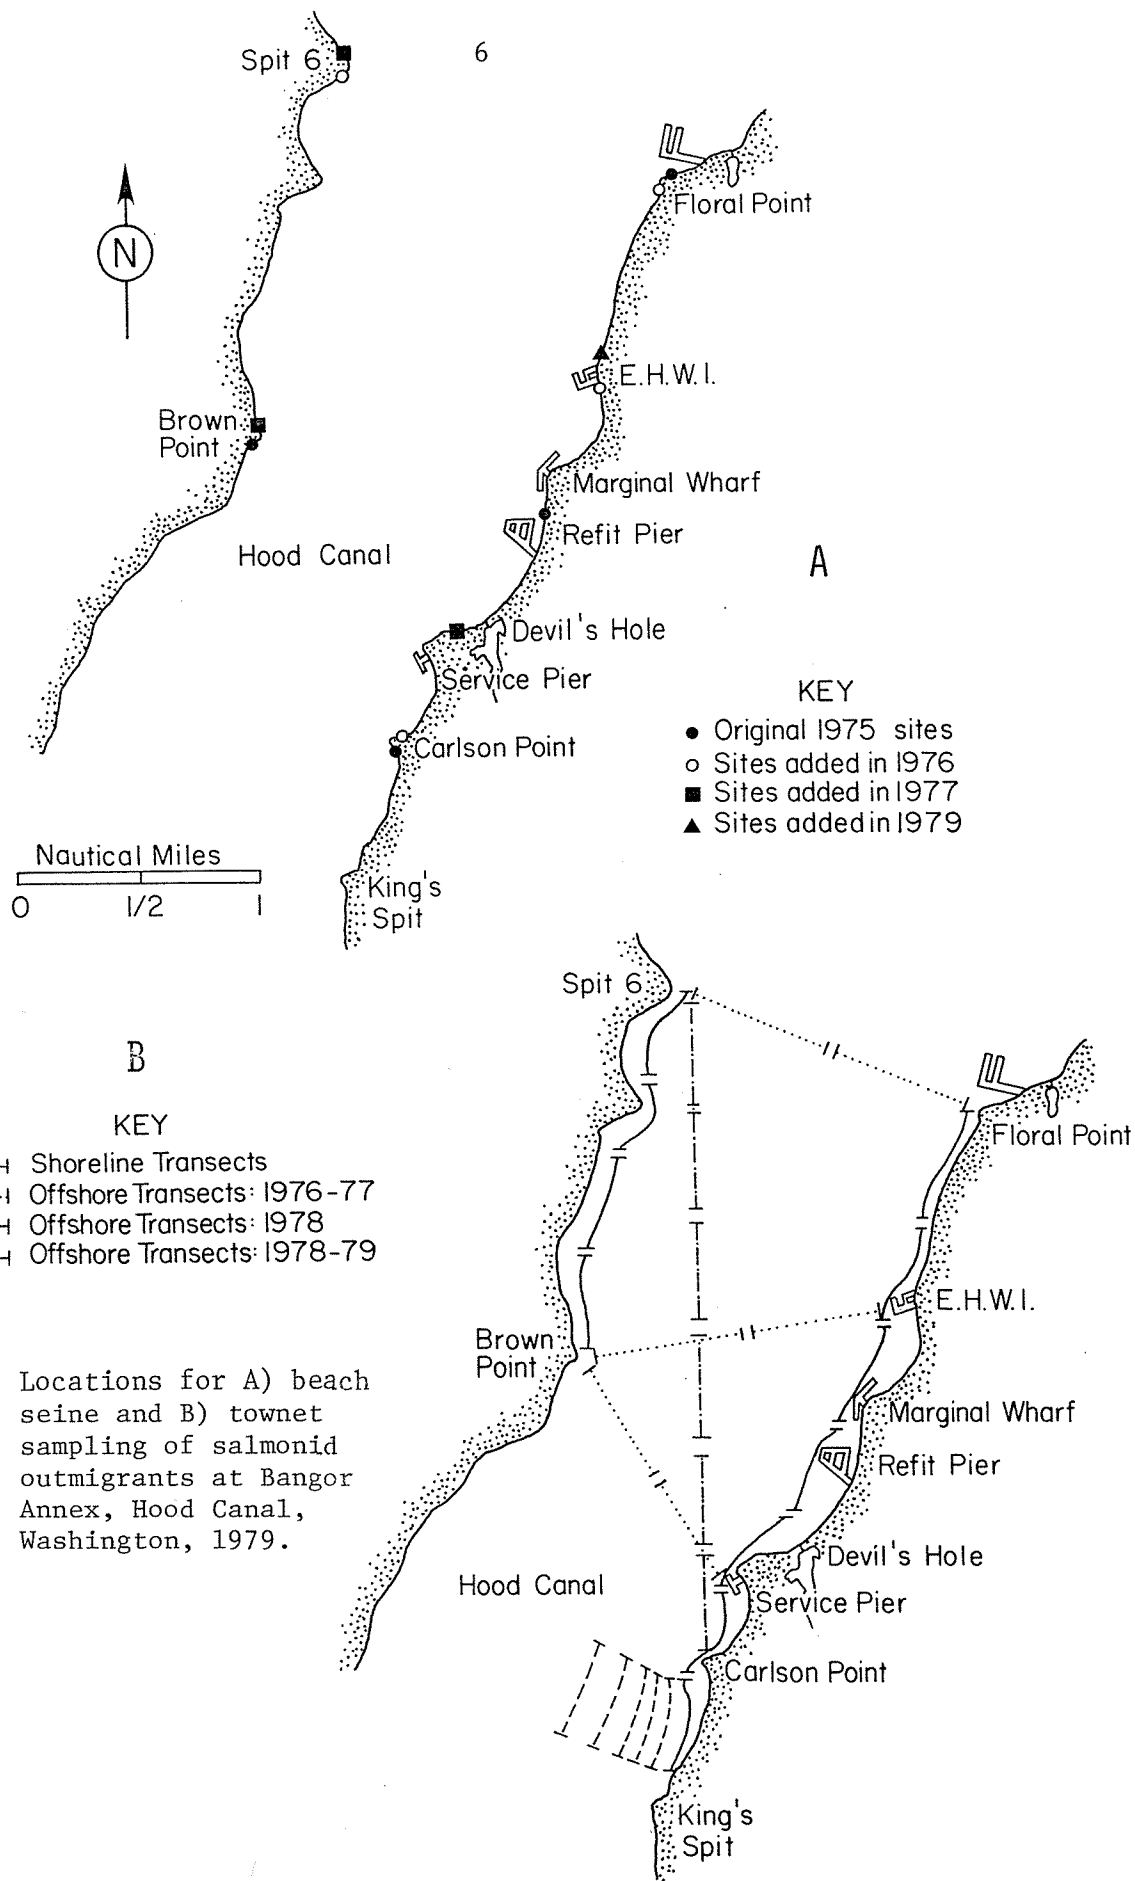 6
Spit 6
N
Floral Point
E.H.W.I.
Brown
Point
Marginal Wharf
Refit Pier
Hood Canal
A
Devil's Hole
Service Pier
KEY
Original 1975 sites
Sites added in 1976
Sites added in 1977
Sites added in 1979
Carlson Point
Nautical Miles
0 1/2 1
King's
Spit
Spit 6
B
KEY
Shoreline Transects
Offshore Transects: 1976-77
Offshore Transects: 1978
Offshore Transects: 1978-79
Floral Point
E.H.W.I.
Brown
Point
Locations for A) beach
seine and B) townet
sampling of salmonid
outmigrants at Bangor
Annex, Hood Canal,
Washington, 1979.
Marginal Wharf
Refit Pier
Devil's Hole
Hood Canal
Service Pier
Carlson Point
King's
Spit